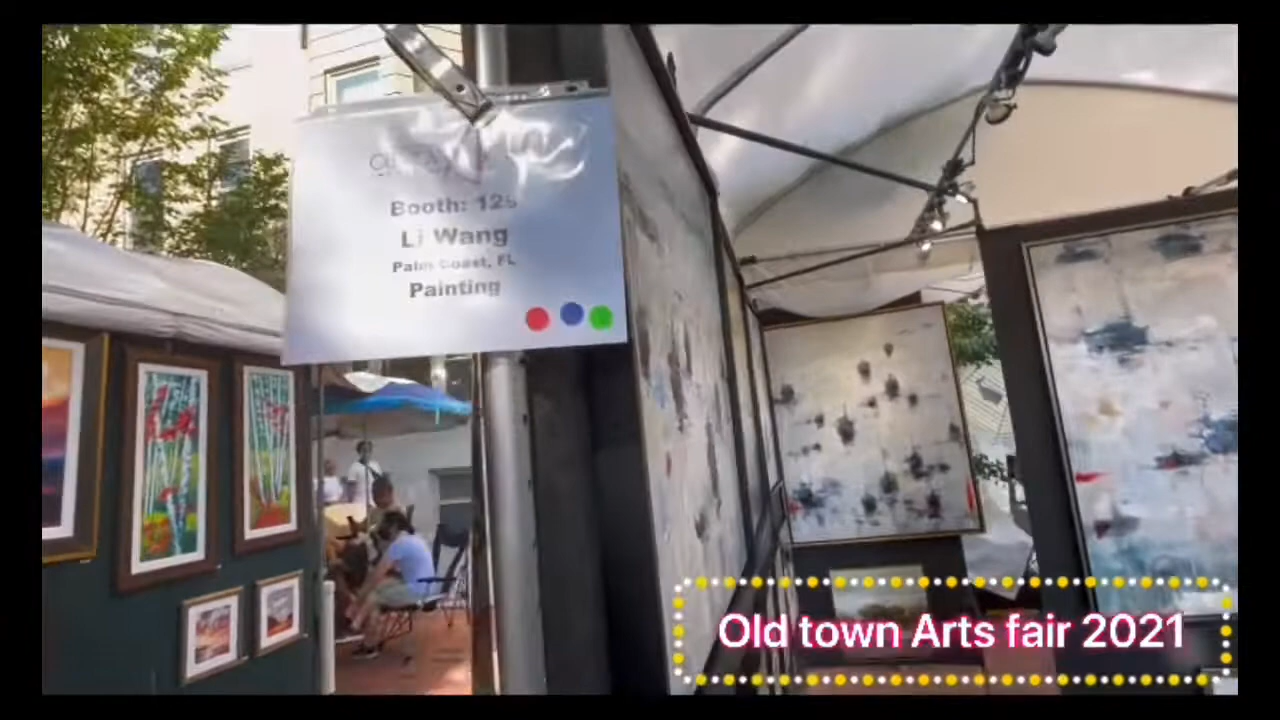 Booth: 125
Li Wang
Palm Coast, FL
Painting
Old town Arts fair 2021